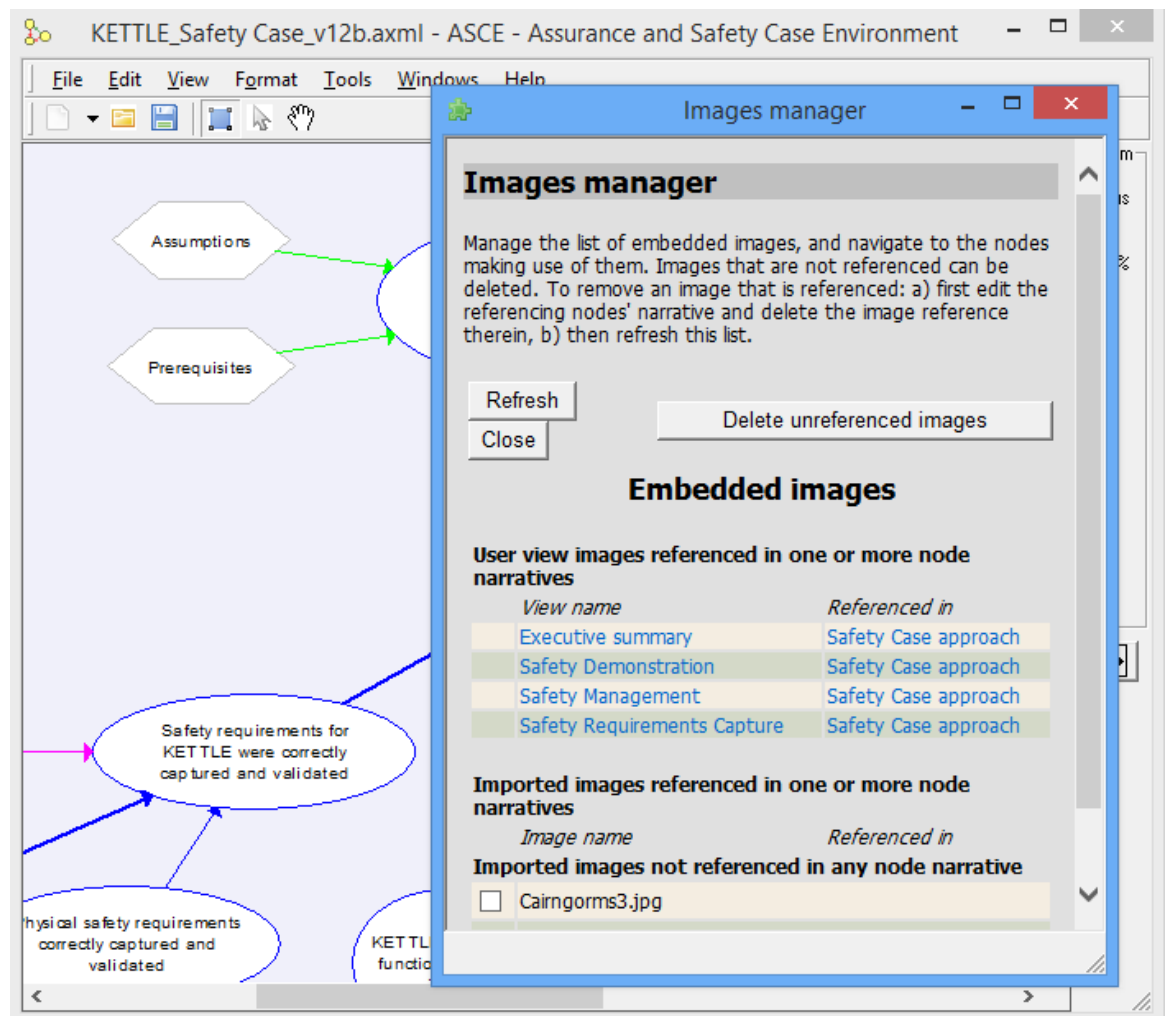 KETTLE_Safety Case_v12b.axml - ASCE - Assurance and Safety Case Environment
File Edit View Format Tools Windows Help
Assumptions
Prerequisites
Safety requirements for
KETTLE were correctly
captured and validated
hysical safety requirements
correctly captured and
validated
KETTL
functio
m
us
%
Images manager
Images manager
Manage the list of embedded images, and navigate to the nodes
making use of them. Images that are not referenced can be
deleted. To remove an image that is referenced: a) first edit the
referencing nodes' narrative and delete the image reference
therein, b) then refresh this list.
Refresh
Close
Delete unreferenced images
Embedded images
User view images referenced in one or more node
narratives
View name Referenced in
Executive summary Safety Case approach
Safety Demonstration Safety Case approach
Safety Management Safety Case approach
Safety Requirements Capture Safety Case approach
Imported images referenced in one or more node
narratives
Image name Referenced in
Imported images not referenced in any node narrative
Cairngorms3.jpg